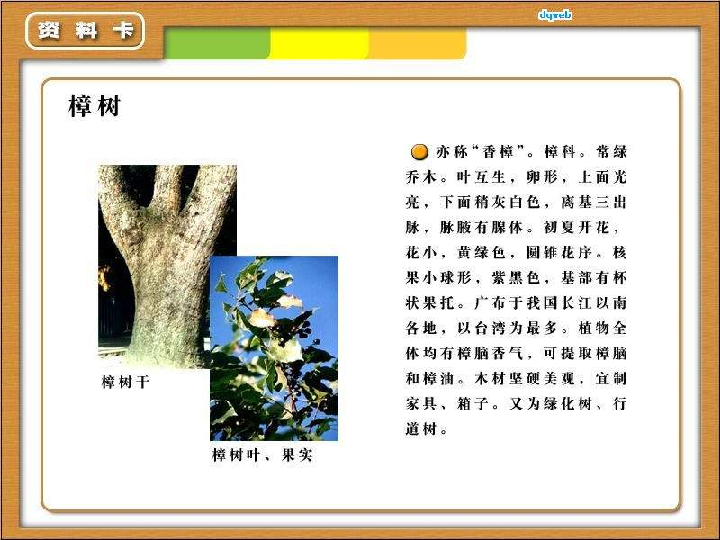 资料卡
dyweb
樟树
亦称“香樟”。樟科。常绿
乔木。叶互生，卵形，上面光
亮，下面稍灰白色，离基三出
脉，脉腋有腺体。初夏开花，
花小，黄绿色，圆锥花序。核
果小球形，紫黑色，基部有杯
状果托。广布于我国长江以南
各地，以台湾为最多。植物全
体均有樟脑香气，可提取樟脑
和樟油。木材坚硬美观，宜制
家具、箱子。又为绿化树、行
道树。
樟树干
樟树叶、果实